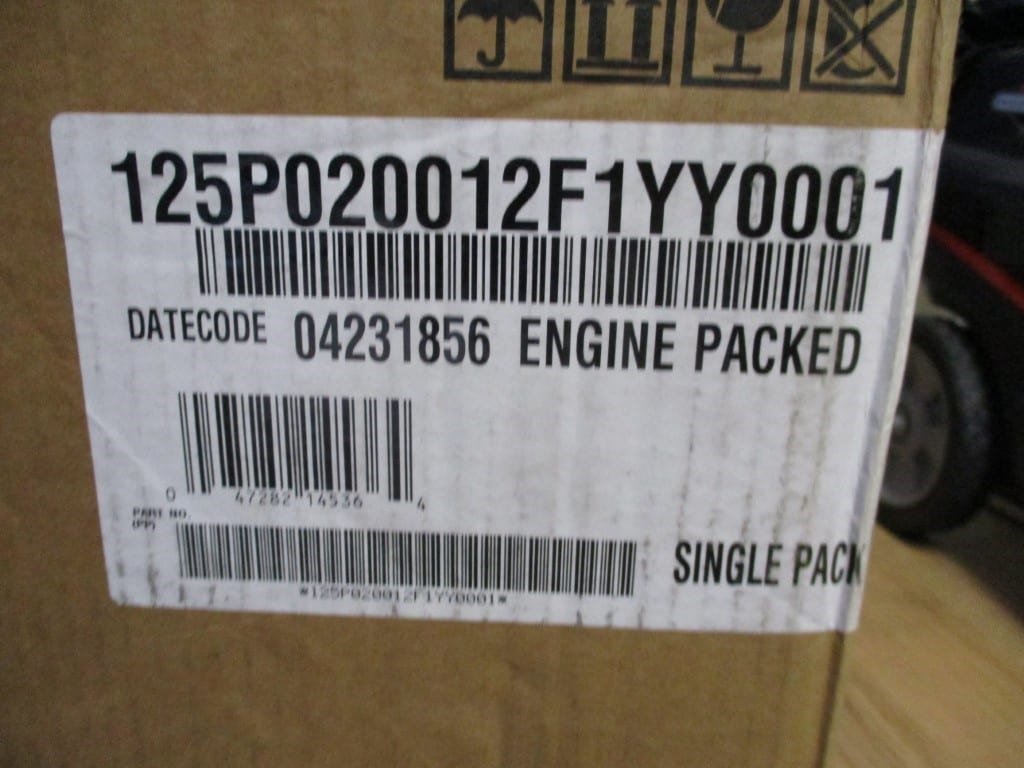 125P020012F1YY0001
DATECODE 04231856 ENGINE PACKED
0 47282 14536 4
PART NO.
(PP)
*125P020012F1YY0001*
SINGLE PACK